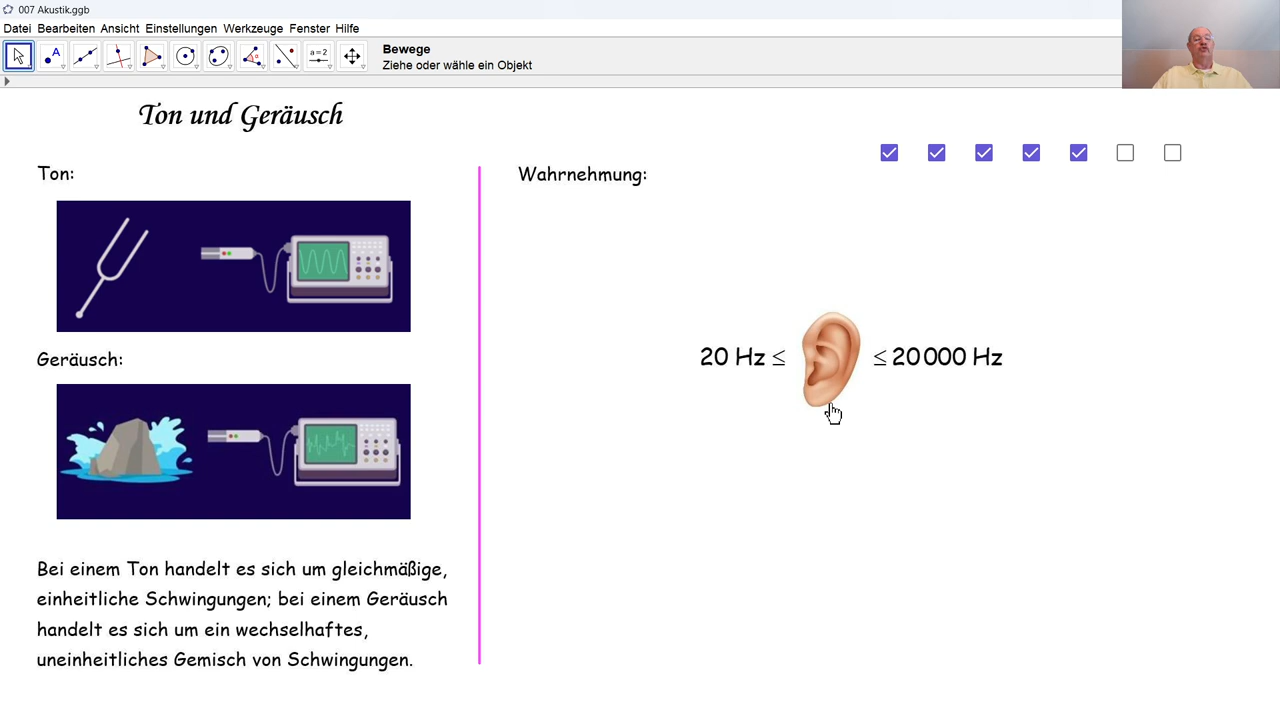 007 Akustik.ggb
Datei Bearbeiten Ansicht Einstellungen Werkzeuge Fenster Hilfe
A
a=2
Bewege
Ziehe oder wähle ein Objekt
Ton und Geräusch
Ton:
Wahrnehmung:
20 Hz ≤ ≤ 20 000 Hz
Geräusch:
Bei einem Ton handelt es sich um gleichmäßige,
einheitliche Schwingungen; bei einem Geräusch
handelt es sich um ein wechselhaftes,
uneinheitliches Gemisch von Schwingungen.